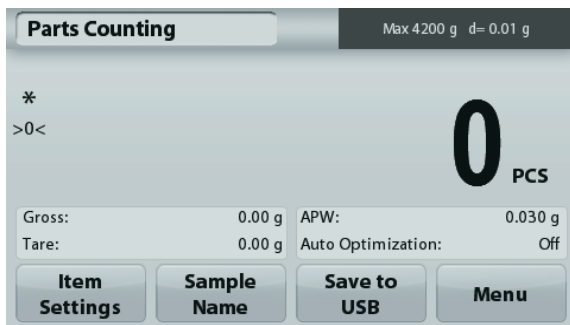 Parts Counting
Max 4200 g d= 0.01 g
*
>0<
0 PCS
Gross: 0.00 g APW: 0.030 g
Tare: 0.00 g Auto Optimization: Off
Item Settings
Sample Name
Save to USB
Menu